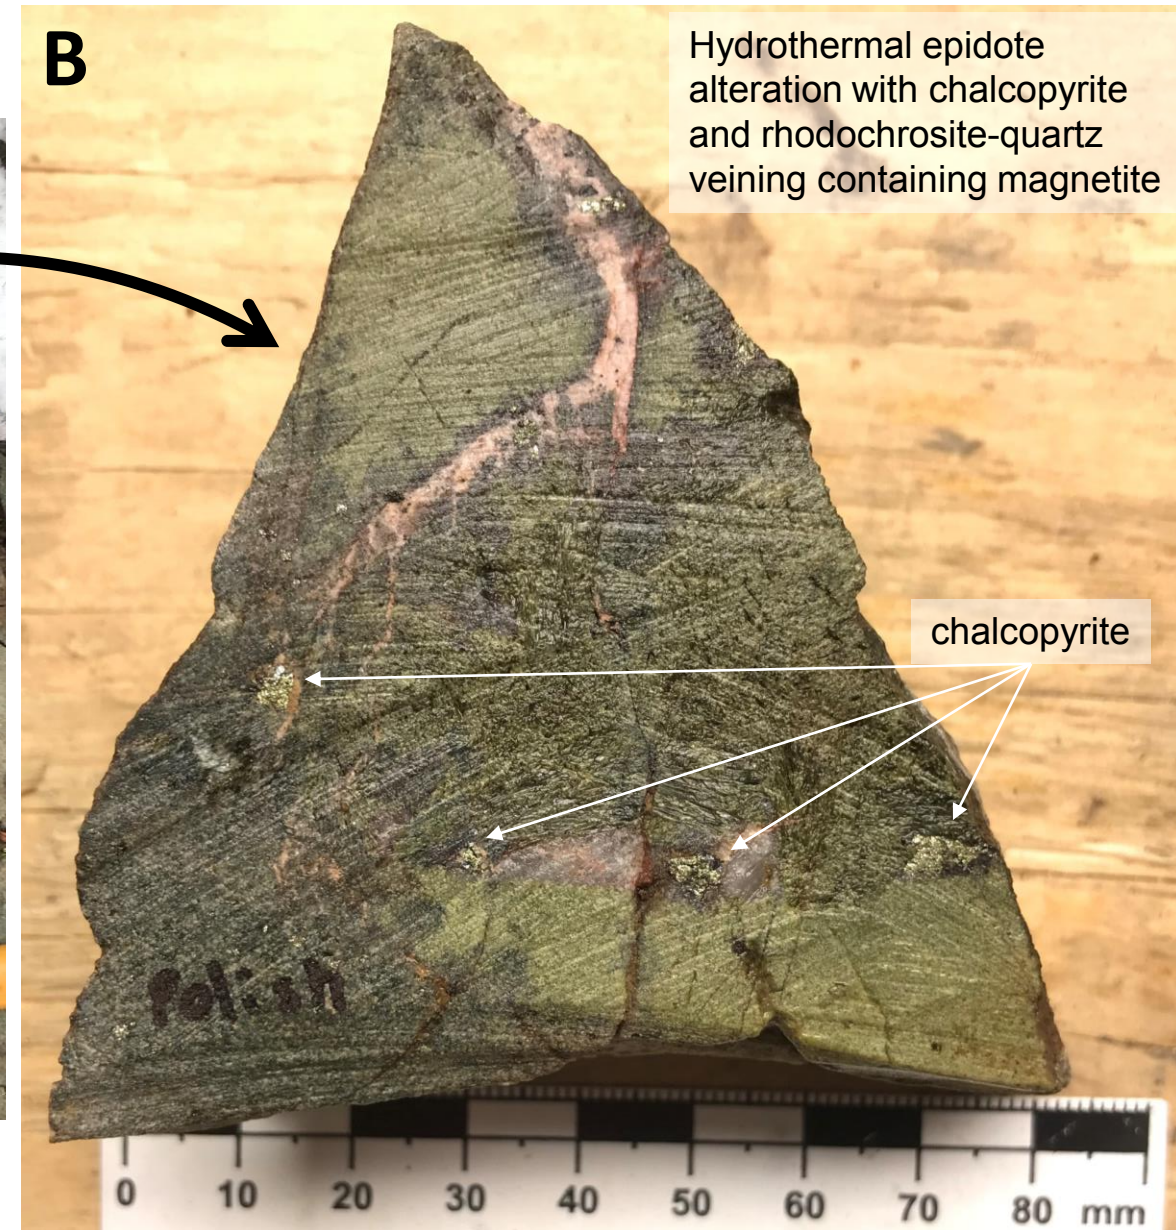 B
Hydrothermal epidote
alteration with chalcopyrite
and rhodochrosite-quartz
veining containing magnetite
chalcopyrite
Polish
0 10 20 30 40 50 60 70 80 mm